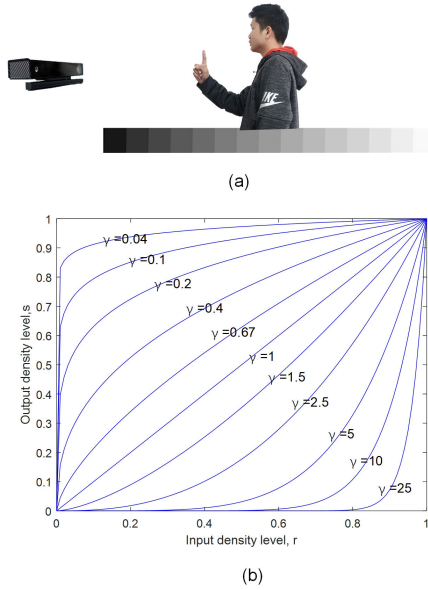 NIKE
(a)
1
0.9
0.8
0.7
0.6
0.5
0.4
0.3
0.2
0.1
0
Output density level,s
γ =0.04
γ =0.1
γ =0.2
γ =0.4
γ =0.67
γ =1
γ =1.5
γ =2.5
γ =5
γ =10
γ =25
0 0.2 0.4 0.6 0.8 1
Input density level, r
(b)